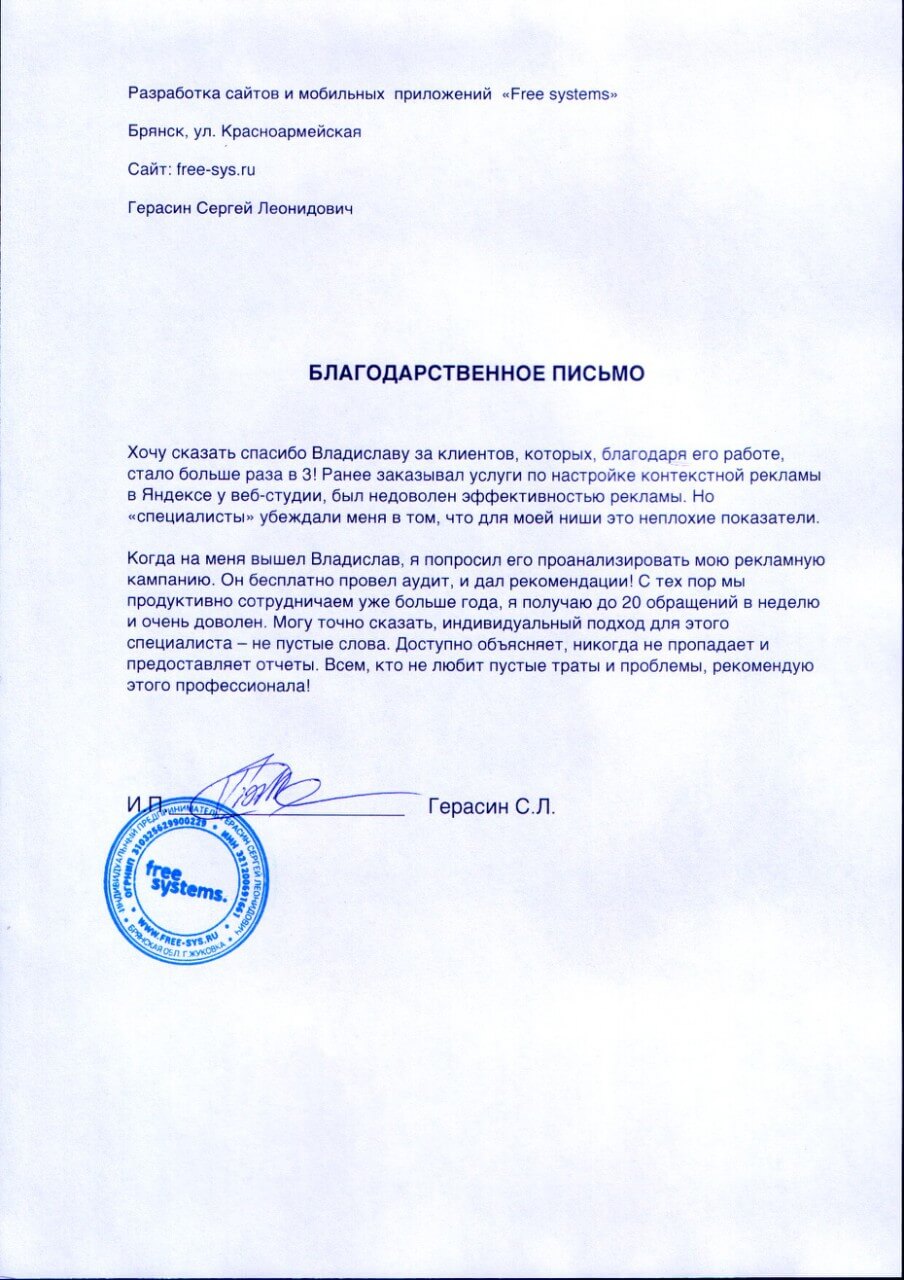 Разработка сайтов и мобильных приложений «Free systems»
Брянск, ул. Красноармейская
Сайт: free-sys.ru
Герасин Сергей Леонидович
БЛАГОДАРСТВЕННОЕ ПИСЬМО
Хочу сказать спасибо Владиславу за клиентов, которых, благодаря его работе,
стало больше раза в 3! Ранее заказывал услуги по настройке контекстной рекламы
в Яндексе у веб-студии, был недоволен эффективностью рекламы. Но
«специалисты» убеждали меня в том, что для моей ниши это неплохие показатели.
Когда на меня вышел Владислав, я попросил его проанализировать мою рекламную
кампанию. Он бесплатно провел аудит, и дал рекомендации! С тех пор мы
продуктивно сотрудничаем уже больше года, я получаю до 20 обращений в неделю
и очень доволен. Могу точно сказать, индивидуальный подход для этого
специалиста – не пустые слова. Доступно объясняет, никогда не пропадает и
предоставляет отчеты. Всем, кто не любит пустые траты и проблемы, рекомендую
этого профессионала!
И.П. Герасин С.Л.
ИНДИВИДУАЛЬНЫЙ ПРЕДПРИНИМАТЕЛЬ ГЕРАСИН СЕРГЕЙ ЛЕОНИДОВИЧ
ОГРНИП 310325629900229 • ИНН 321200691661
free
systems.
WWW.FREE-SYS.RU
БРЯНСКАЯ ОБЛ. Г. ЖУКОВКА